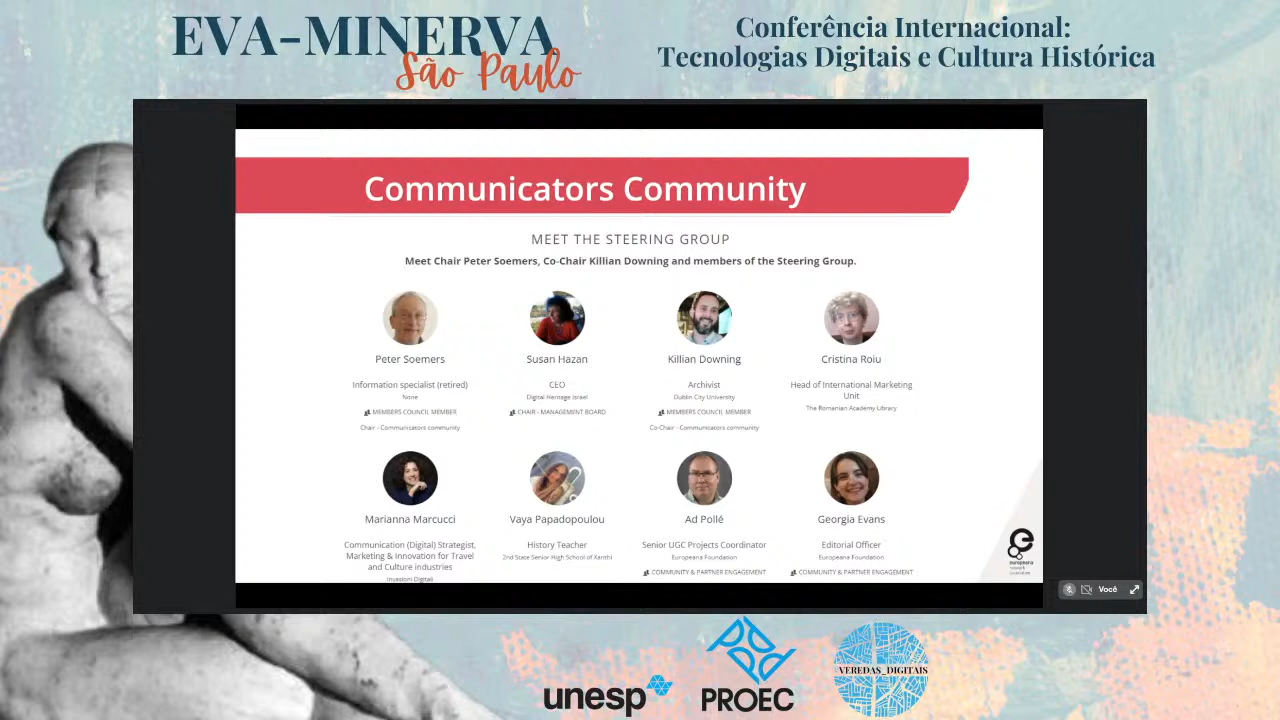 EVA-MINERVA
São Paulo
Conferência Internacional:
Tecnologias Digitais e Cultura Histórica
Communicators Community
MEET THE STEERING GROUP
Meet Chair Peter Soemers, Co-Chair Killian Downing and members of the Steering Group.
Peter Soemers
Information specialist (retired)
None
MEMBERS COUNCIL MEMBER
Chair - Communicators community
Susan Hazan
CEO
Digital Heritage Israel
CHAIR - MANAGEMENT BOARD
Killian Downing
Archivist
Dublin City University
MEMBERS COUNCIL MEMBER
Co-Chair - Communicators community
Cristina Roiu
Head of International Marketing
Unit
The Romanian Academy Library
Marianna Marcucci
Communication (Digital) Strategist,
Marketing & Innovation for Travel
and Culture industries
Invasioni Digitali
Vaya Papadopoulou
History Teacher
2nd State Senior High School of Xanthi
Ad Pollé
Senior UGC Projects Coordinator
Europeana Foundation
COMMUNITY & PARTNER ENGAGEMENT
Georgia Evans
Editorial Officer
Europeana Foundation
COMMUNITY & PARTNER ENGAGEMENT
europeana
Você
unesp
PROEC
VEREDAS_DIGITAIS